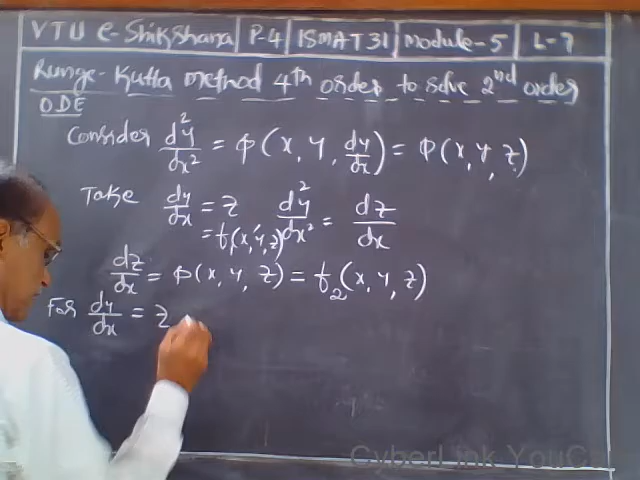 VTU e-Shikshana P-4 15MAT31 Module-5 L-7
Runge-Kutta method 4th order to solve 2nd order
ODE
Consider d²y/dx² = φ(x, y, dy/dx) = φ(x, y, z)
Take dy/dx = z d²y/dx² = dz/dx
= f₁(x, y, z)
dz/dx = φ(x, y, z) = f₂(x, y, z)
For dy/dx = z
CyberLink YouCa